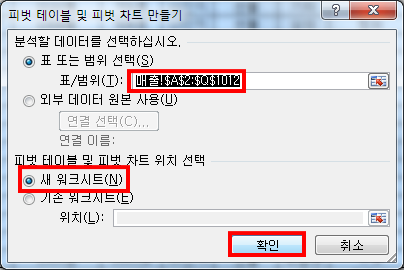 피벗 테이블 및 피벗 차트 만들기
분석할 데이터를 선택하십시오.
표 또는 범위 선택(S)
표/범위(T): 매출!$A$2:$Q$1012
외부 데이터 원본 사용(U)
연결 선택(C)...
연결 이름:
피벗 테이블 및 피벗 차트 위치 선택
새 워크시트(N)
기존 워크시트(E)
위치(L):
확인 취소